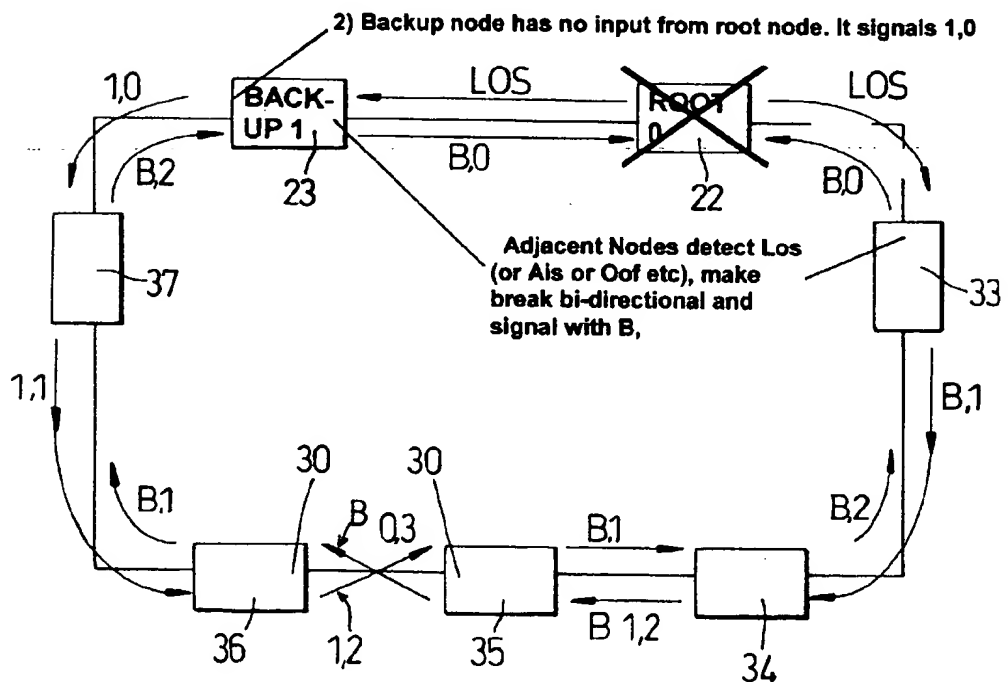 2) Backup node has no input from root node. It signals 1,0
1,0
BACK-
UP 1
LOS
ROOT
0
LOS
B,2
23
B,0
22
B,0
37
Adjacent Nodes detect Los
(or Ais or Oof etc), make
break bi-directional and
signal with B,
33
1,1
B,1
30
30
B,1
B
0,3
B,1
B,2
36
1,2
35
B 1,2
34